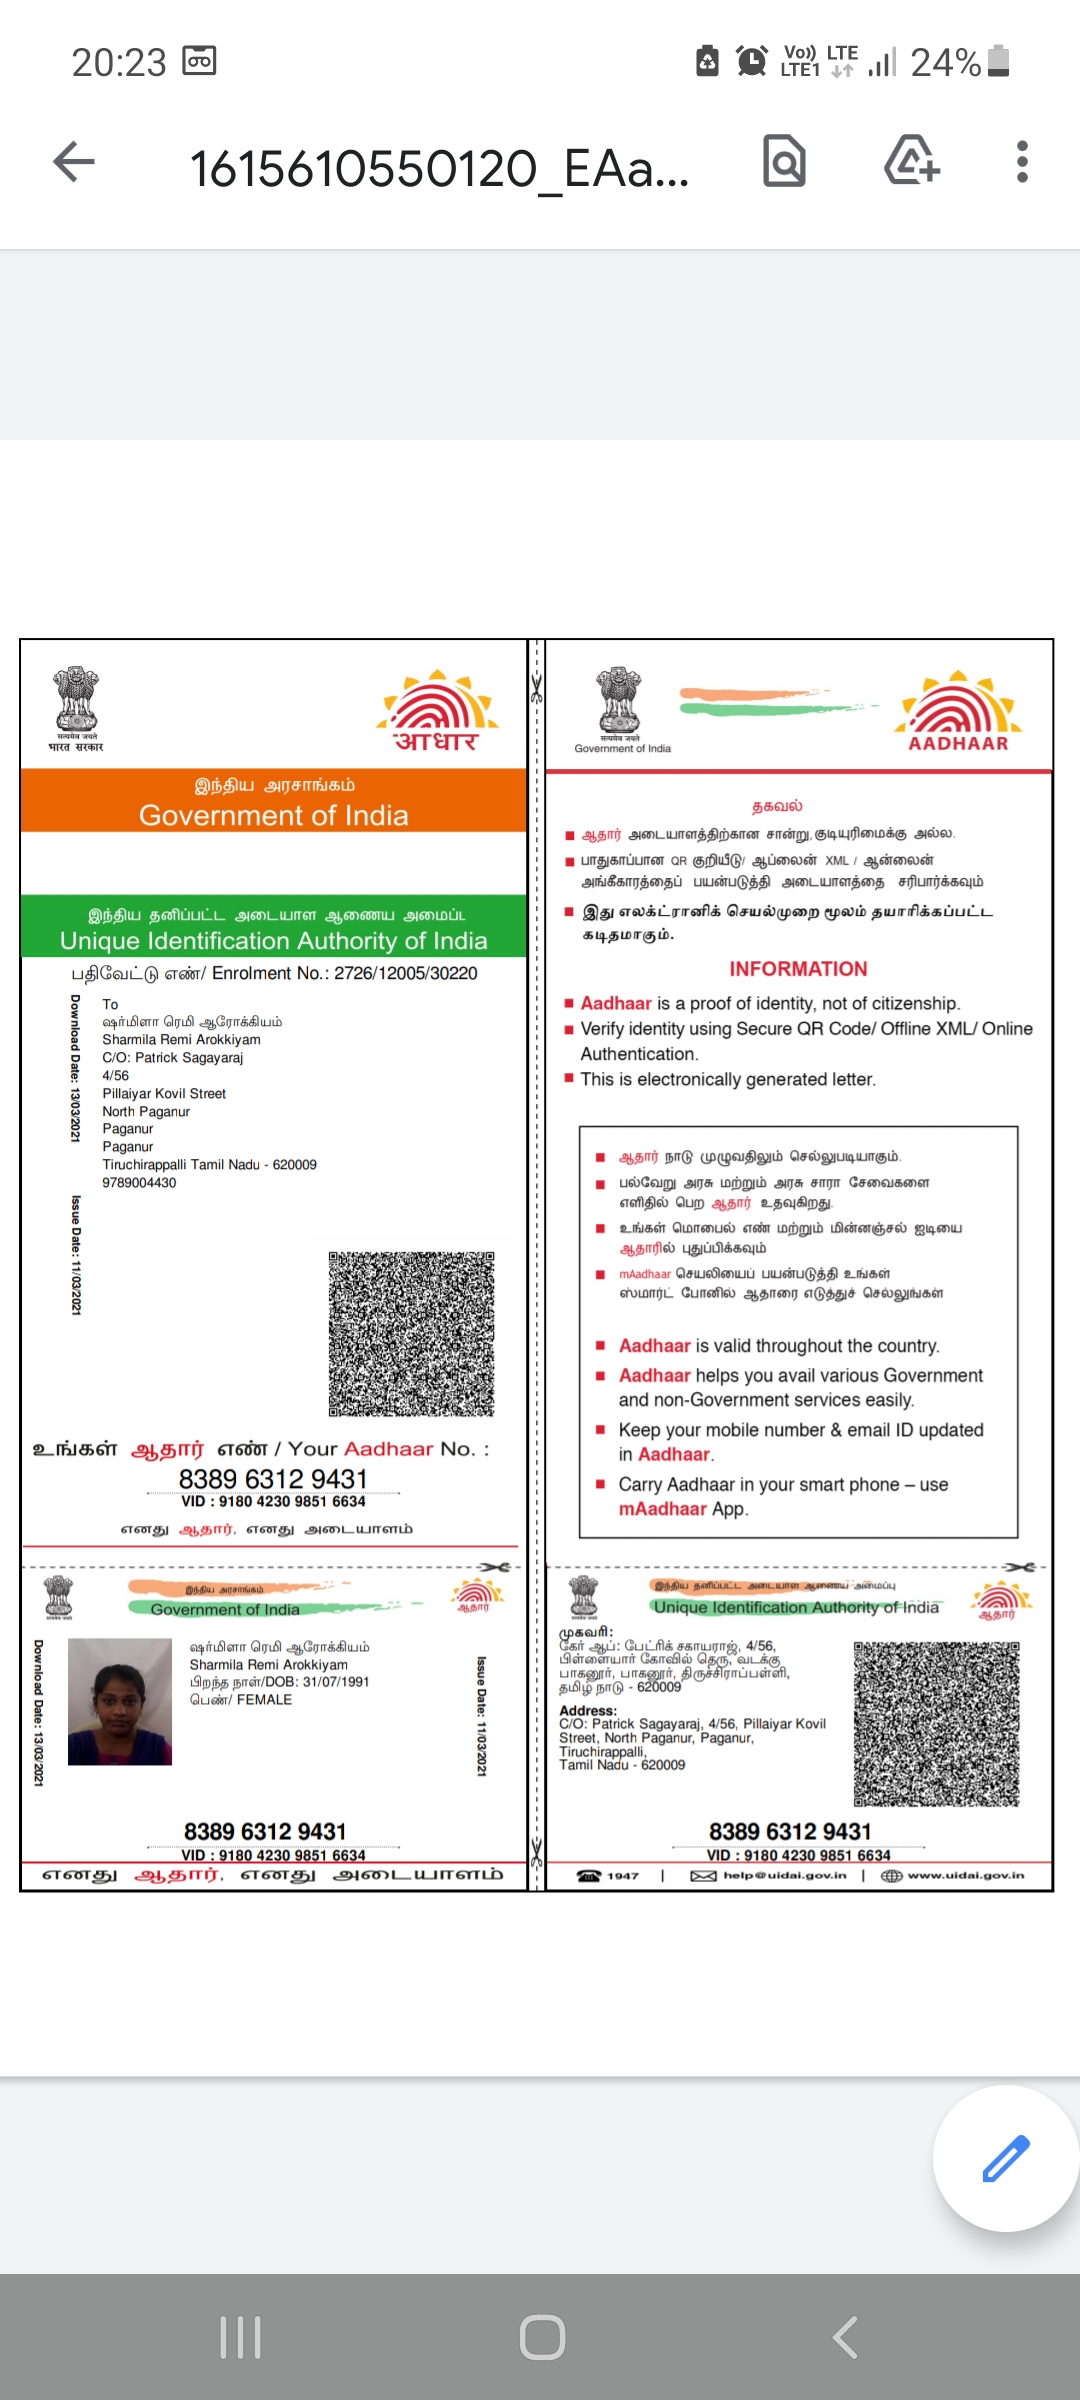 20:23
Vo)) LTE
LTE1
24%
1615610550120_EAa...
सत्यमेव जयते
भारत सरकार
आधार
இந்திய அரசாங்கம்
Government of India
இந்திய தனிப்பட்ட அடையாள ஆணைய அமைப்பு
Unique Identification Authority of India
பதிவேட்டு எண்/ Enrolment No.: 2726/12005/30220
Download Date: 13/03/2021
Issue Date: 11/03/2021
To
ஷர்மிளா ரெமி ஆரோக்கியம்
Sharmila Remi Arokkiyam
C/O: Patrick Sagayaraj
4/56
Pillaiyar Kovil Street
North Paganur
Paganur
Paganur
Tiruchirappalli Tamil Nadu - 620009
9789004430
உங்கள் ஆதார் எண் / Your Aadhaar No. :
8389 6312 9431
VID : 9180 4230 9851 6634
எனது ஆதார், எனது அடையாளம்
இந்திய அரசாங்கம்
Government of India
ஆதார்
Download Date: 13/03/2021
ஷர்மிளா ரெமி ஆரோக்கியம்
Sharmila Remi Arokkiyam
பிறந்த நாள்/DOB: 31/07/1991
பெண்/ FEMALE
Issue Date: 11/03/2021
8389 6312 9431
VID : 9180 4230 9851 6634
எனது ஆதார், எனது அடையாளம்
सत्यमेव जयते
Government of India
AADHAAR
தகவல்
ஆதார் அடையாளத்திற்கான சான்று, குடியுரிமைக்கு அல்ல.
பாதுகாப்பான QR குறியீடு/ ஆப்லைன் XML / ஆன்லைன்
அங்கீகாரத்தைப் பயன்படுத்தி அடையாளத்தை சரிபார்க்கவும்
இது எலக்ட்ரானிக் செயல்முறை மூலம் தயாரிக்கப்பட்ட
கடிதமாகும்.
INFORMATION
Aadhaar is a proof of identity, not of citizenship.
Verify identity using Secure QR Code/ Offline XML/ Online
Authentication.
This is electronically generated letter.
ஆதார் நாடு முழுவதிலும் செல்லுபடியாகும்.
பல்வேறு அரசு மற்றும் அரசு சாரா சேவைகளை
எளிதில் பெற ஆதார் உதவுகிறது.
உங்கள் மொபைல் எண் மற்றும் மின்னஞ்சல் ஐடியை
ஆதாரில் புதுப்பிக்கவும்
mAadhaar செயலியைப் பயன்படுத்தி உங்கள்
ஸ்மார்ட் போனில் ஆதாரை எடுத்துச் செல்லுங்கள்
Aadhaar is valid throughout the country.
Aadhaar helps you avail various Government
and non-Government services easily.
Keep your mobile number & email ID updated
in Aadhaar.
Carry Aadhaar in your smart phone – use
mAadhaar App.
இந்திய தனிப்பட்ட அடையாள ஆணைய அமைப்பு
Unique Identification Authority of India
ஆதார்
முகவரி:
கேர் ஆப்: பேட்ரிக் சகாயராஜ், 4/56,
பிள்ளையார் கோவில் தெரு, வடக்கு
பாகனூர், பாகனூர், திருச்சிராப்பள்ளி,
தமிழ் நாடு - 620009
Address:
C/O: Patrick Sagayaraj, 4/56, Pillaiyar Kovil
Street, North Paganur, Paganur,
Tiruchirappalli,
Tamil Nadu - 620009
8389 6312 9431
VID : 9180 4230 9851 6634
1947 | help@uidai.gov.in | www.uidai.gov.in